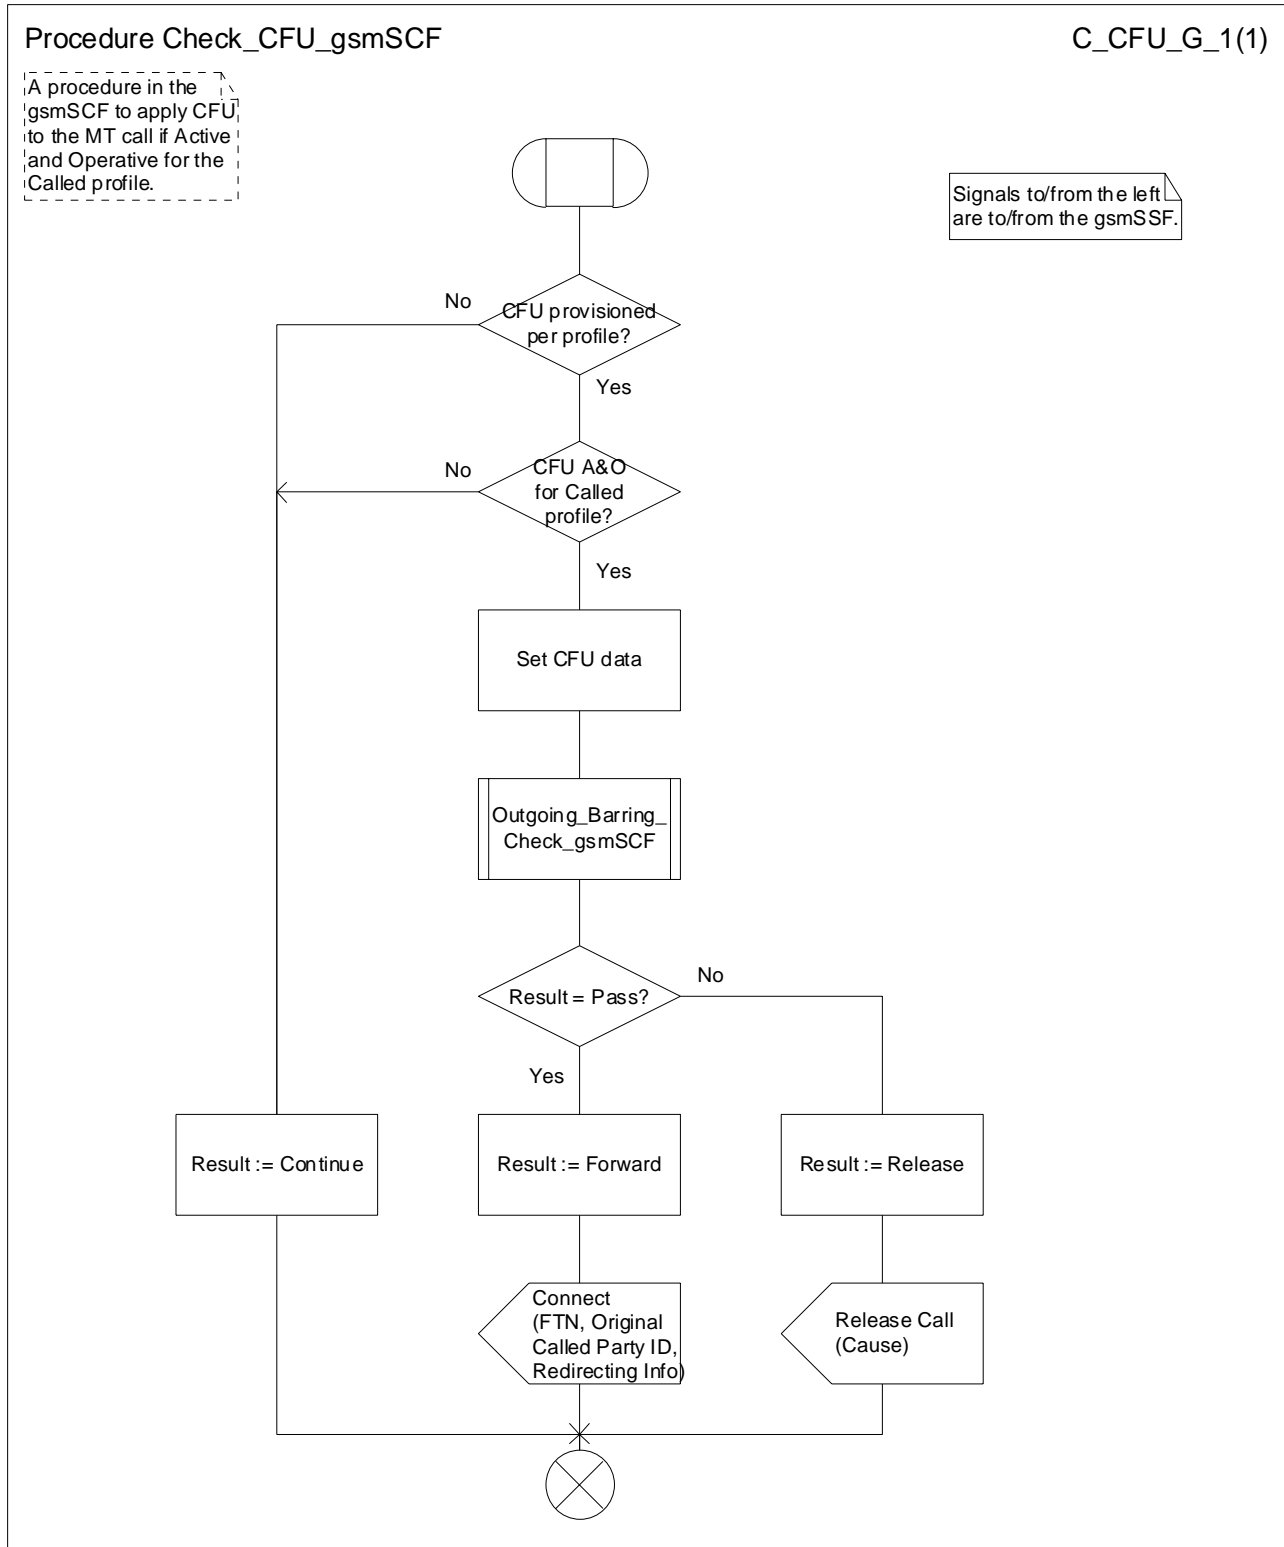 Procedure Check_CFU_gsmSCF
C_CFU_G_1(1)
A procedure in the
gsmSCF to apply CFU
to the MT call if Active
and Operative for the
Called profile.
Signals to/from the left
are to/from the gsmSSF.
No
CFU provisioned
per profile?
Yes
No
CFU A&O
for Called
profile?
Yes
Set CFU data
Outgoing_Barring_
Check_gsmSCF
Result = Pass?
No
Yes
Result := Continue
Result := Forward
Result := Release
Connect
(FTN, Original
Called Party ID,
Redirecting Info)
Release Call
(Cause)